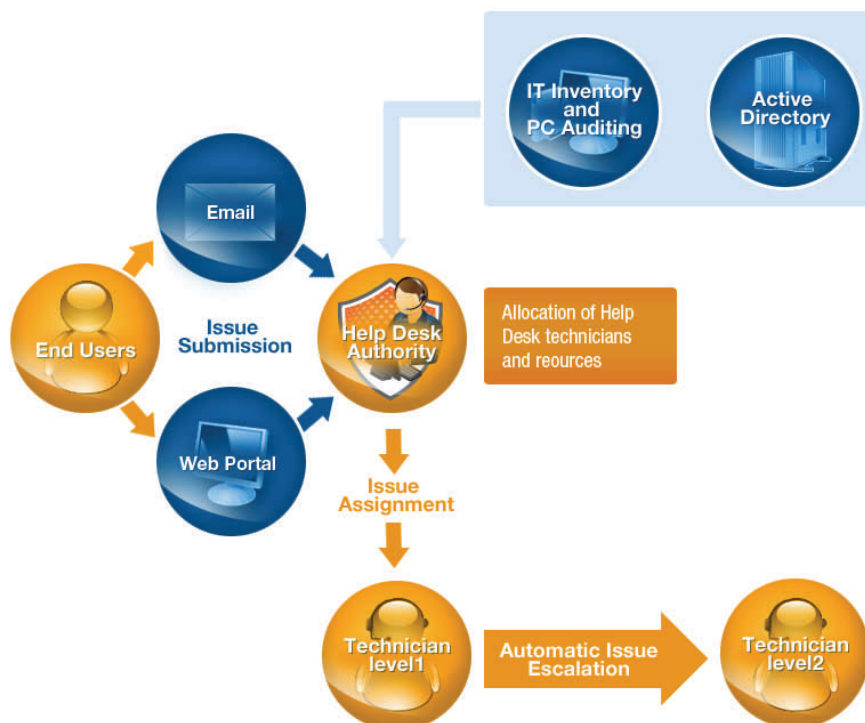 IT Inventory
and
PC Auditing
Active
Directory
Email
End Users
Issue
Submission
Help Desk
Authority
Allocation of Help
Desk technicians
and reources
Web Portal
Issue
Assignment
Technician
level1
Automatic Issue
Escalation
Technician
level2